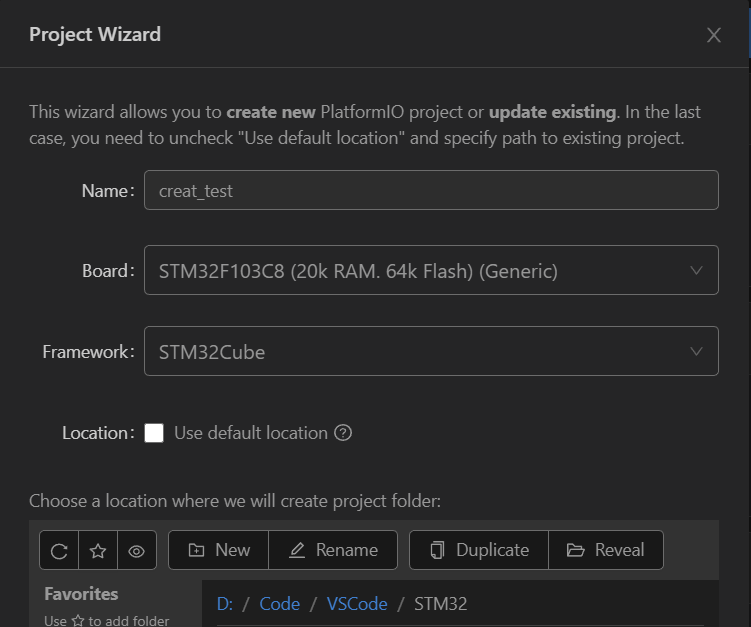 Project Wizard
This wizard allows you to create new PlatformIO project or update existing. In the last
case, you need to uncheck "Use default location" and specify path to existing project.
Name: creat_test
Board: STM32F103C8 (20k RAM. 64k Flash) (Generic)
Framework: STM32Cube
Location: Use default location
Choose a location where we will create project folder:
New Rename Duplicate Reveal
Favorites
D: / Code / VSCode / STM32
Use ☆ to add folder